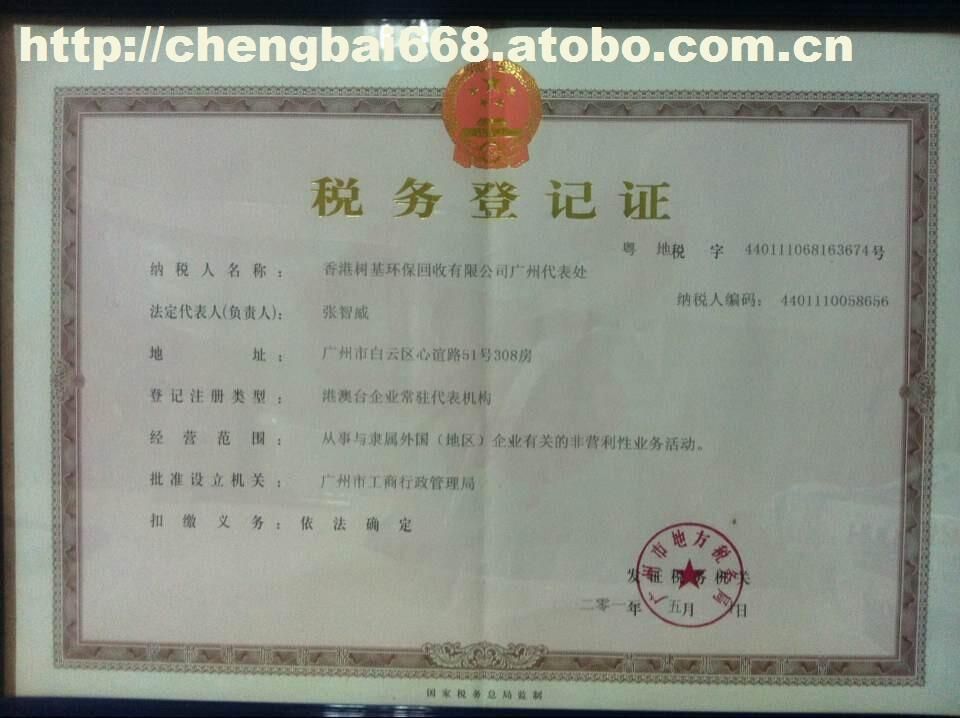 http://chengbai668.atobo.com.cn
税务登记证
粤 地税 字 440111068163674号
纳税人名称： 香港树基环保回收有限公司广州代表处
纳税人编码： 4401110058656
法定代表人(负责人)： 张智威
地 址： 广州市白云区心谊路51号308房
登记注册类型： 港澳台企业常驻代表机构
经营范围： 从事与隶属外国（地区）企业有关的非营利性业务活动。
批准设立机关： 广州市工商行政管理局
扣缴义务： 依法确定
广州市地方税务局
发证税务机关
二零一 年 五月 日
国家税务总局监制